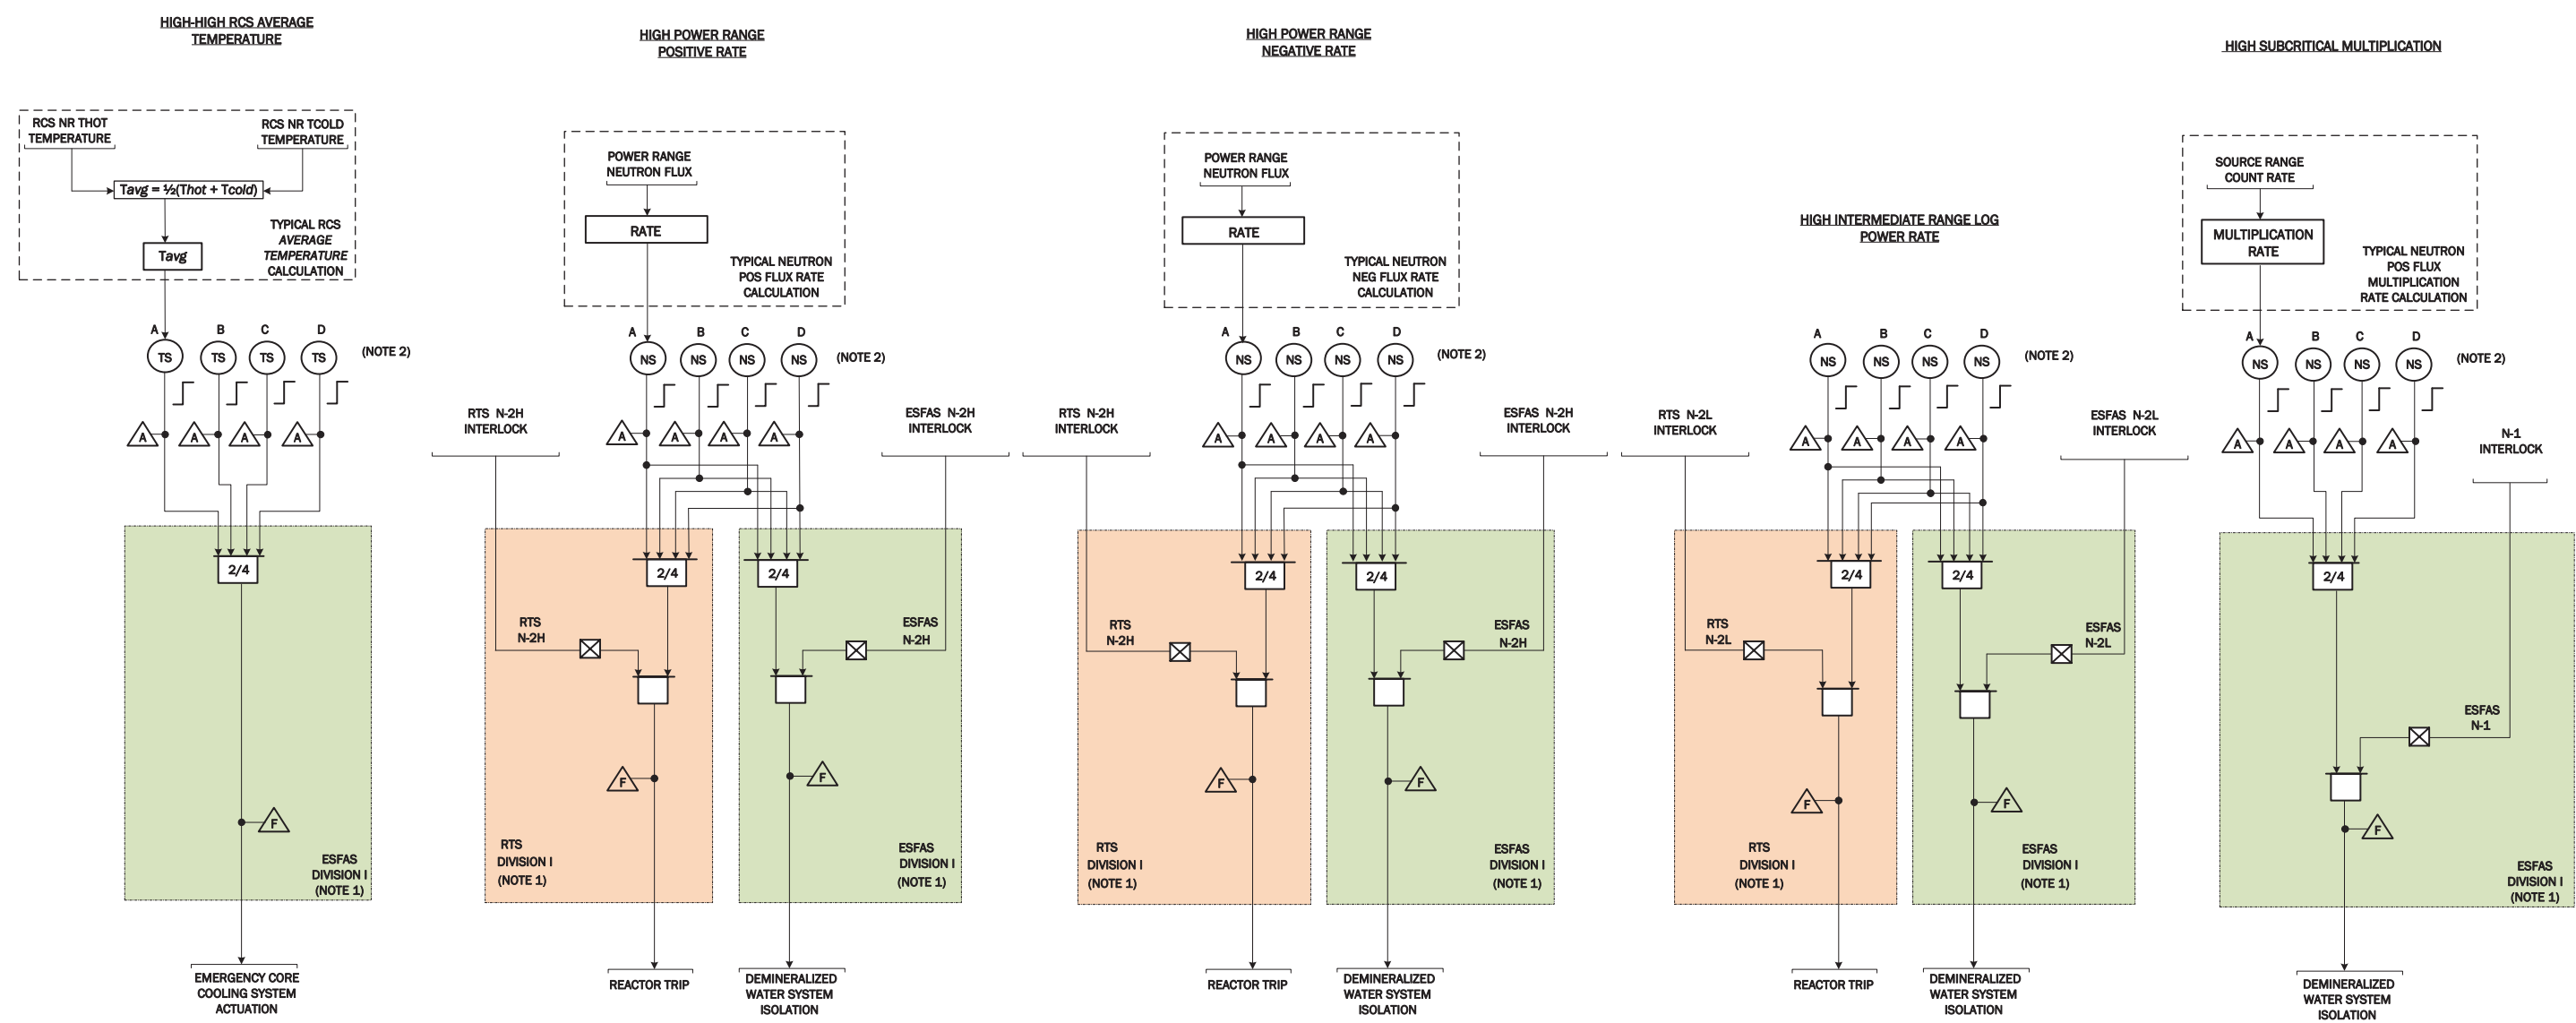 HIGH-HIGH RCS AVERAGE
TEMPERATURE
RCS NR THOT
TEMPERATURE
RCS NR TCOLD
TEMPERATURE
Tavg = ½(Thot + Tcold)
Tavg
TYPICAL RCS
AVERAGE
TEMPERATURE
CALCULATION
A
B
C
D
TS
TS
TS
TS
(NOTE 2)
A
A
A
A
2/4
F
ESFAS
DIVISION I
(NOTE 1)
EMERGENCY CORE
COOLING SYSTEM
ACTUATION
HIGH POWER RANGE
POSITIVE RATE
POWER RANGE
NEUTRON FLUX
RATE
TYPICAL NEUTRON
POS FLUX RATE
CALCULATION
A
B
C
D
NS
NS
NS
NS
(NOTE 2)
RTS N-2H
INTERLOCK
A
A
A
A
ESFAS N-2H
INTERLOCK
2/4
2/4
RTS
N-2H
ESFAS
N-2H
F
F
RTS
DIVISION I
(NOTE 1)
ESFAS
DIVISION I
(NOTE 1)
REACTOR TRIP
DEMINERALIZED
WATER SYSTEM
ISOLATION
HIGH POWER RANGE
NEGATIVE RATE
POWER RANGE
NEUTRON FLUX
RATE
TYPICAL NEUTRON
NEG FLUX RATE
CALCULATION
A
B
C
D
NS
NS
NS
NS
(NOTE 2)
RTS N-2H
INTERLOCK
A
A
A
A
ESFAS N-2H
INTERLOCK
2/4
2/4
RTS
N-2H
ESFAS
N-2H
F
F
RTS
DIVISION I
(NOTE 1)
ESFAS
DIVISION I
(NOTE 1)
REACTOR TRIP
DEMINERALIZED
WATER SYSTEM
ISOLATION
HIGH INTERMEDIATE RANGE LOG
POWER RATE
A
B
C
D
NS
NS
NS
NS
(NOTE 2)
RTS N-2L
INTERLOCK
A
A
A
A
ESFAS N-2L
INTERLOCK
2/4
2/4
RTS
N-2L
ESFAS
N-2L
F
F
RTS
DIVISION I
(NOTE 1)
ESFAS
DIVISION I
(NOTE 1)
REACTOR TRIP
DEMINERALIZED
WATER SYSTEM
ISOLATION
HIGH SUBCRITICAL MULTIPLICATION
SOURCE RANGE
COUNT RATE
MULTIPLICATION
RATE
TYPICAL NEUTRON
POS FLUX
MULTIPLICATION
RATE CALCULATION
A
B
C
D
NS
NS
NS
NS
(NOTE 2)
A
A
A
A
N-1
INTERLOCK
2/4
ESFAS
N-1
F
ESFAS
DIVISION I
(NOTE 1)
DEMINERALIZED
WATER SYSTEM
ISOLATION